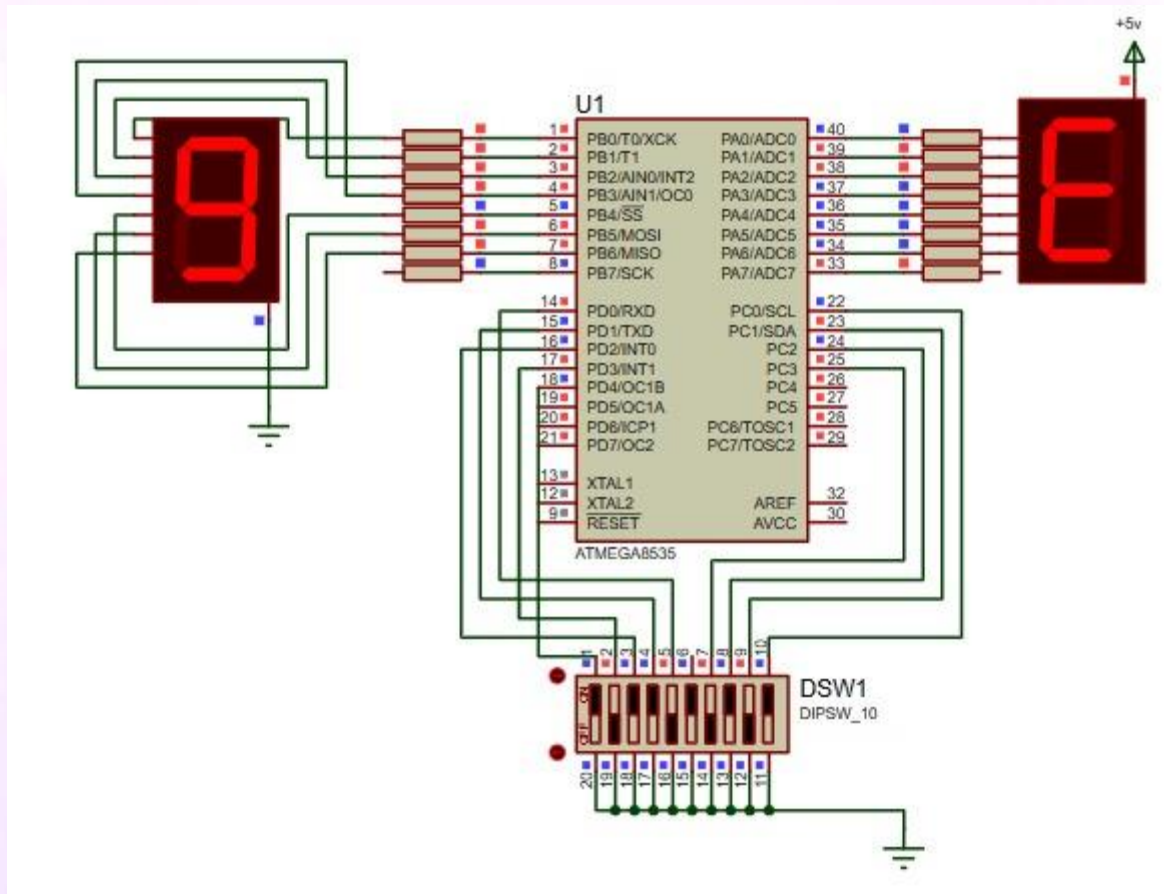 +5v
U1
1 PB0/T0/XCK PA0/ADC0 40
2 PB1/T1 PA1/ADC1 39
3 PB2/AIN0/INT2 PA2/ADC2 38
4 PB3/AIN1/OC0 PA3/ADC3 37
5 PB4/SS PA4/ADC4 36
6 PB5/MOSI PA5/ADC5 35
7 PB6/MISO PA6/ADC6 34
8 PB7/SCK PA7/ADC7 33
14 PD0/RXD PC0/SCL 22
15 PD1/TXD PC1/SDA 23
16 PD2/INT0 PC2 24
17 PD3/INT1 PC3 25
18 PD4/OC1B PC4 26
19 PD5/OC1A PC5 27
20 PD6/ICP1 PC6/TOSC1 28
21 PD7/OC2 PC7/TOSC2 29
13 XTAL1
12 XTAL2 AREF 32
9 RESET AVCC 30
ATMEGA8535
9
E
1 2 3 4 5 6 7 8 9 10
ON
OFF
DSW1
DIPSW_10
20 19 18 17 16 15 14 13 12 11